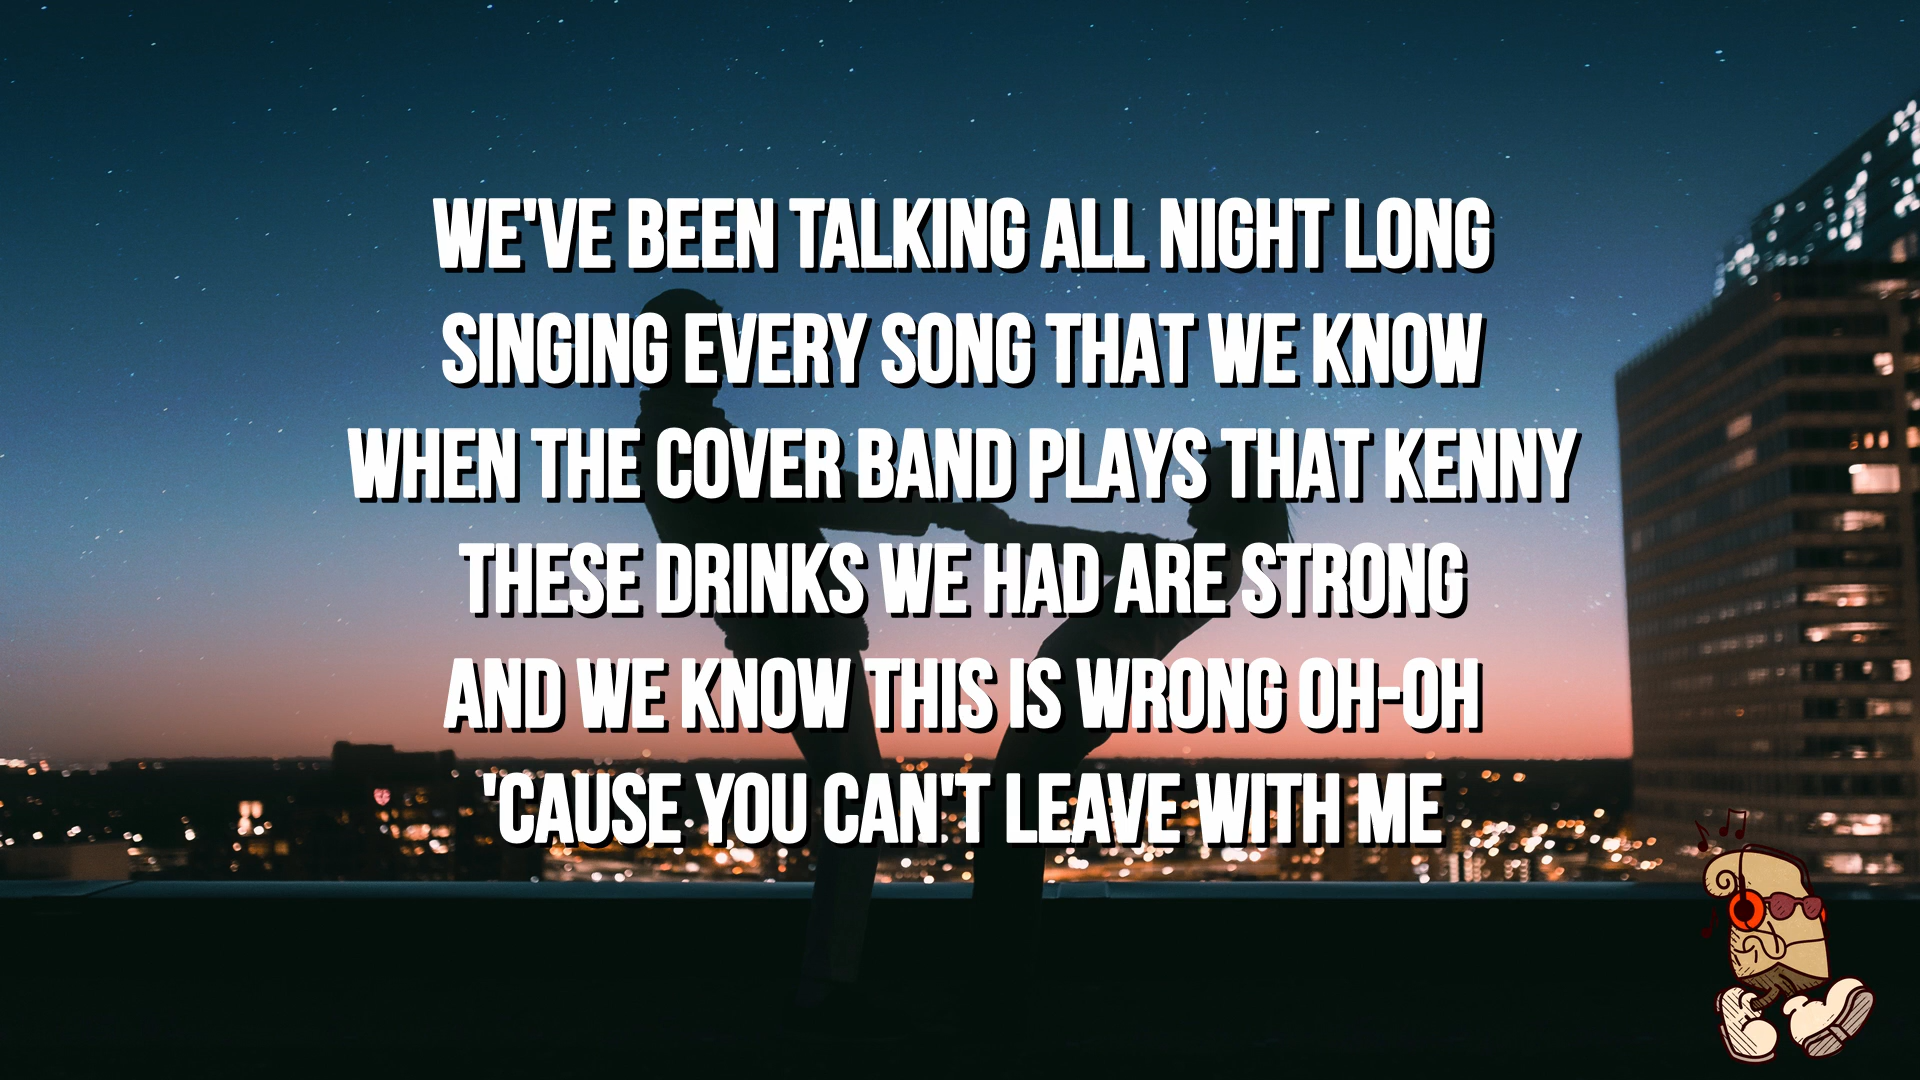 WE'VE BEEN TALKING ALL NIGHT LONG
SINGING EVERY SONG THAT WE KNOW
WHEN THE COVER BAND PLAYS THAT KENNY
THESE DRINKS WE HAD ARE STRONG
AND WE KNOW THIS IS WRONG OH-OH
'CAUSE YOU CAN'T LEAVE WITH ME